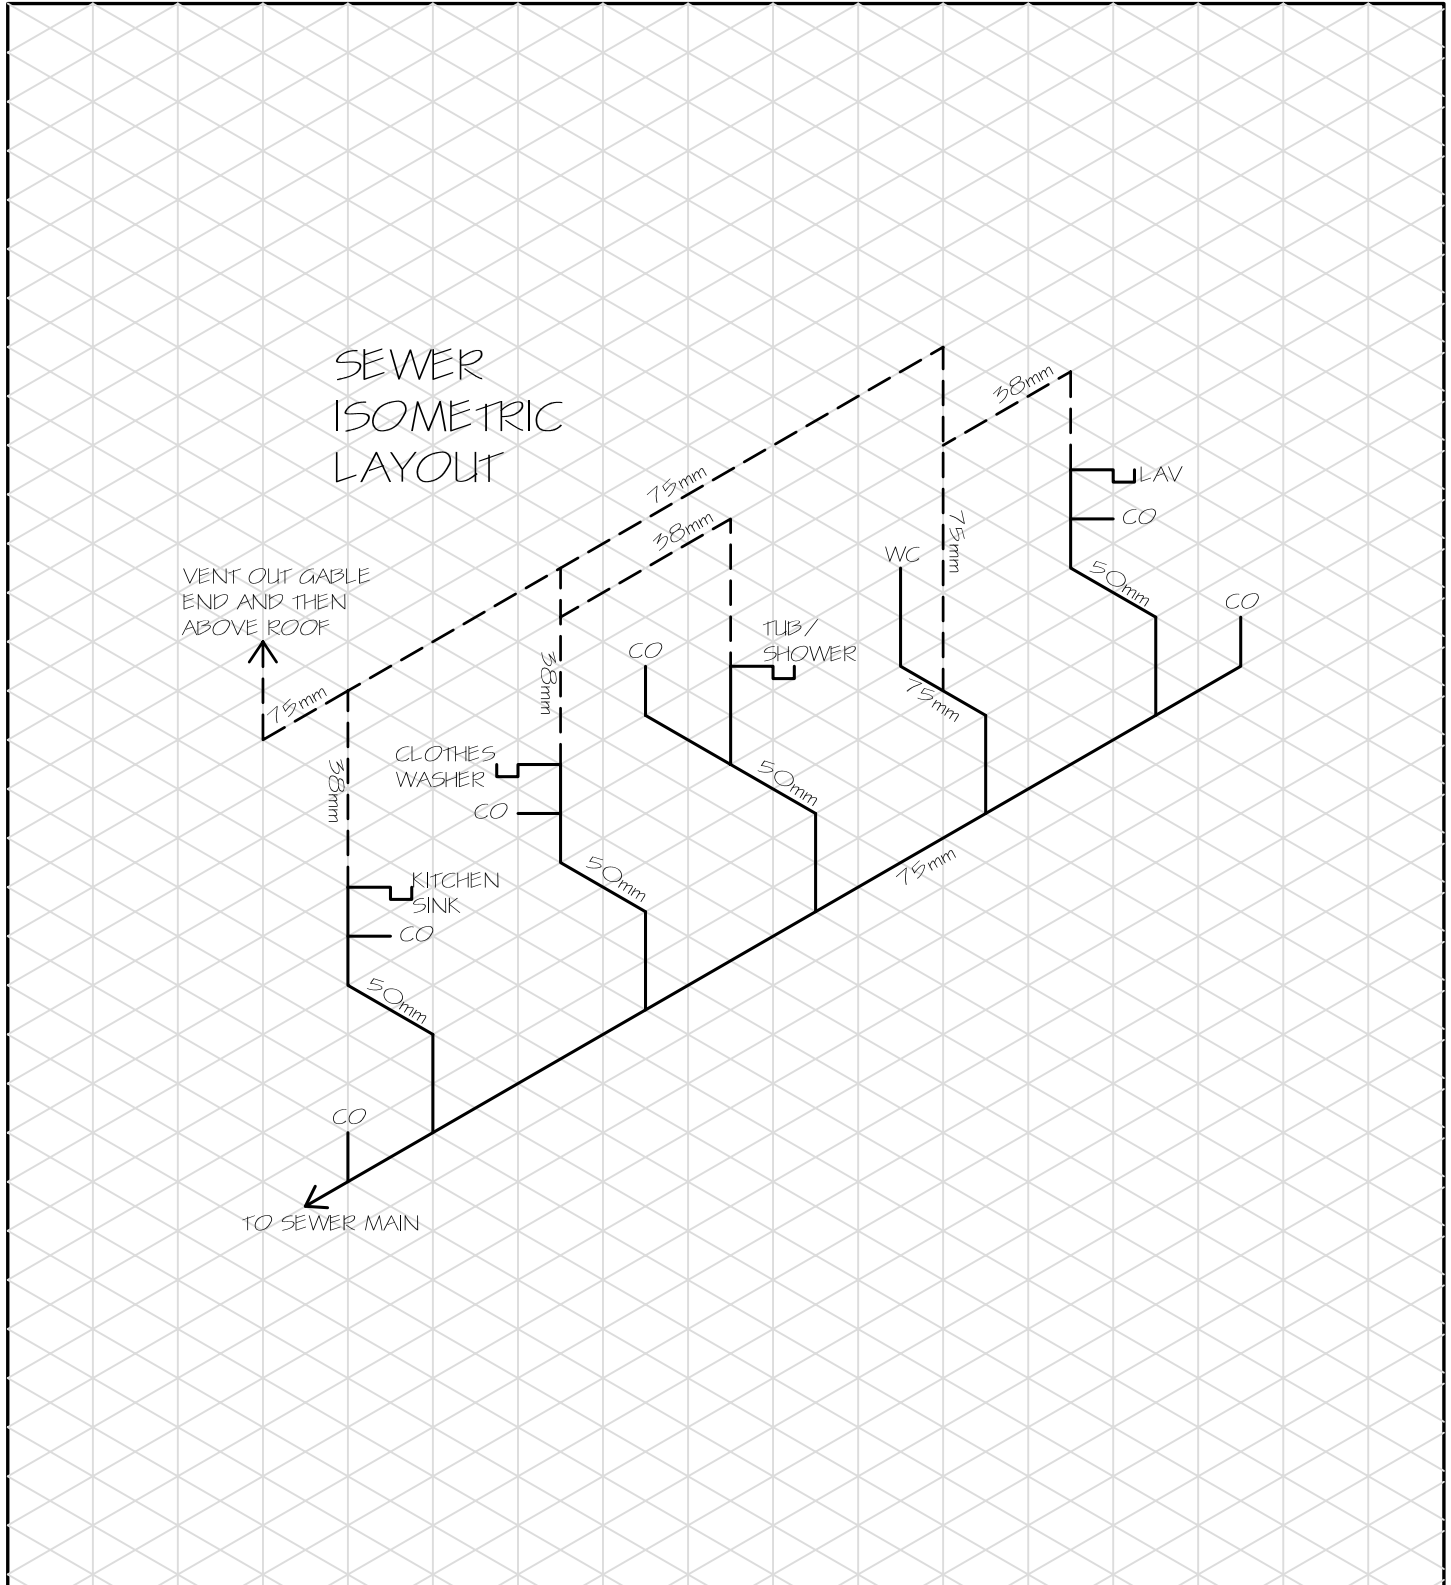 SEWER
ISOMETRIC
LAYOUT
38mm
75mm
38mm
LAV
CO
75mm
WC
50mm
VENT OUT GABLE
END AND THEN
ABOVE ROOF
CO
TUB/
SHOWER
CO
38mm
75mm
75mm
CLOTHES
WASHER
38mm
50mm
CO
75mm
50mm
KITCHEN
SINK
CO
50mm
CO
TO SEWER MAIN